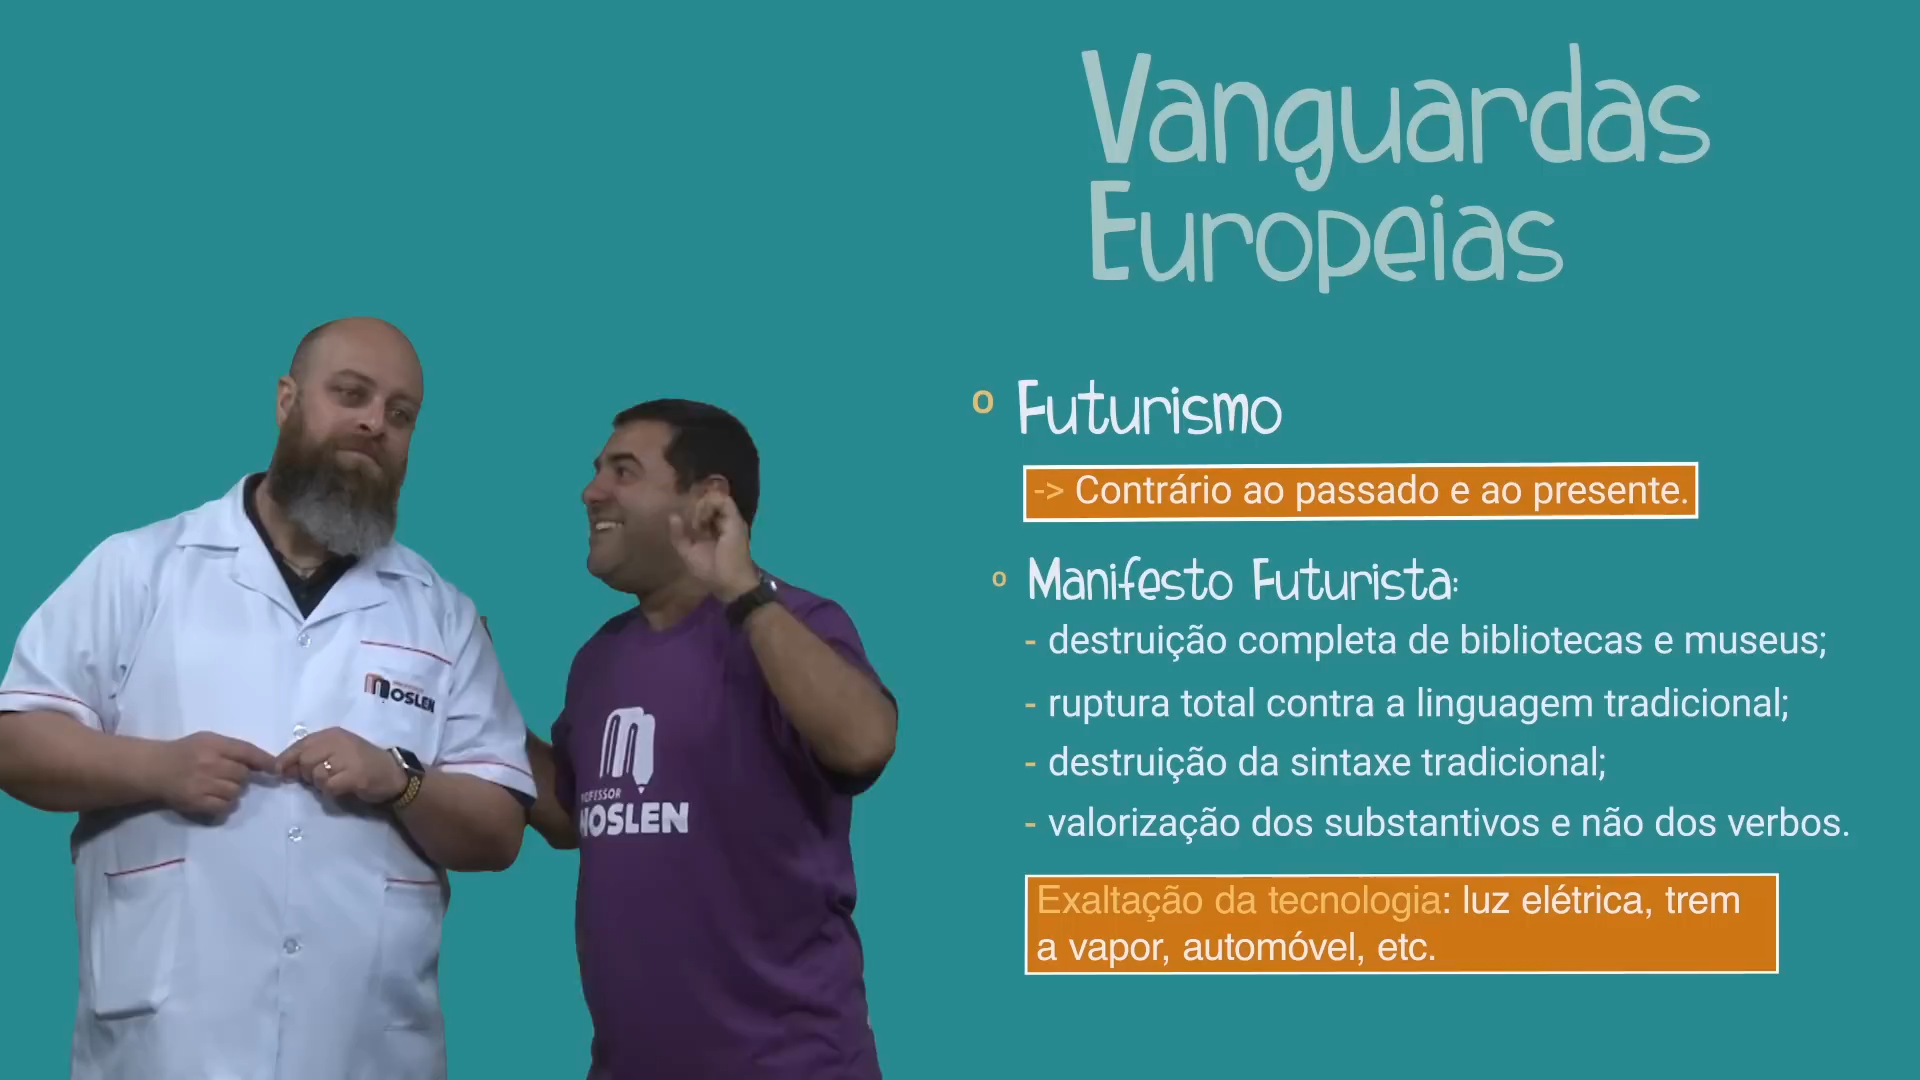 Vanguardas
Europeias
o Futurismo
-> Contrário ao passado e ao presente.
o Manifesto Futurista:
- destruição completa de bibliotecas e museus;
- ruptura total contra a linguagem tradicional;
- destruição da sintaxe tradicional;
- valorização dos substantivos e não dos verbos.
Exaltação da tecnologia: luz elétrica, trem
a vapor, automóvel, etc.
MOSLEN
PROFESSOR
MOSLEN